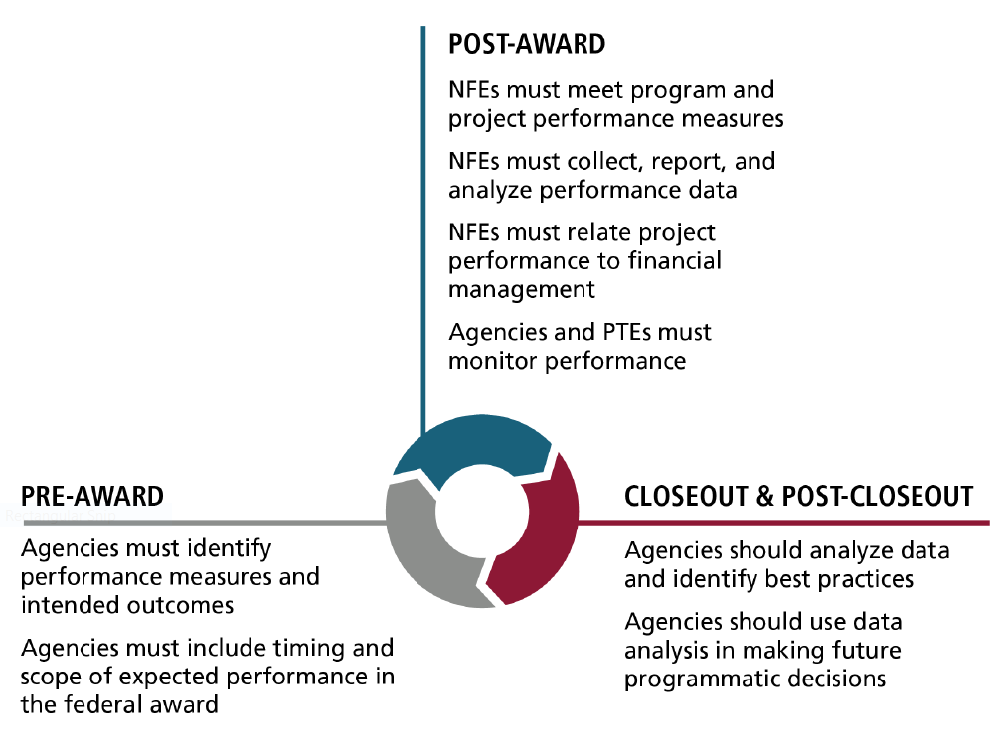 POST-AWARD
NFEs must meet program and
project performance measures
NFEs must collect, report, and
analyze performance data
NFEs must relate project
performance to financial
management
Agencies and PTEs must
monitor performance
PRE-AWARD
Rectangular Snip
Agencies must identify
performance measures and
intended outcomes
Agencies must include timing and
scope of expected performance in
the federal award
CLOSEOUT & POST-CLOSEOUT
Agencies should analyze data
and identify best practices
Agencies should use data
analysis in making future
programmatic decisions